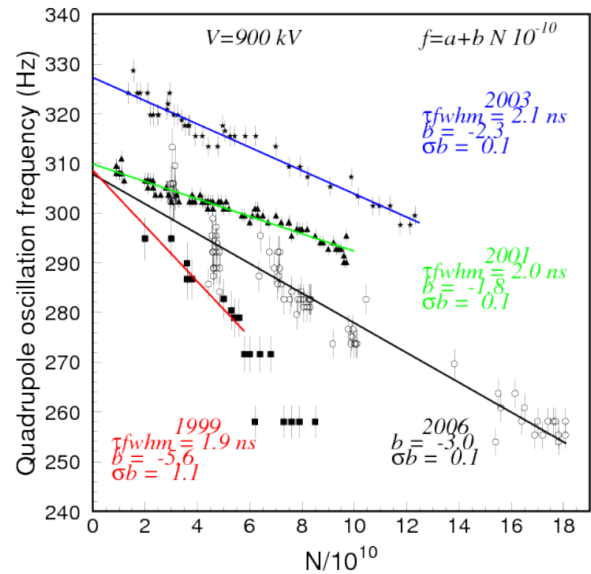 V=900 kV
f=a+b N 10^-10
Quadrupole oscillation frequency (Hz)
340
330
320
310
300
290
280
270
260
250
240
2003
τfwhm = 2.1 ns
b = -2.3
σb = 0.1
2001
τfwhm = 2.0 ns
b = -1.8
σb = 0.1
1999
τfwhm = 1.9 ns
b = -5.6
σb = 1.1
2006
b = -3.0
σb = 0.1
0 2 4 6 8 10 12 14 16 18
N/10^10